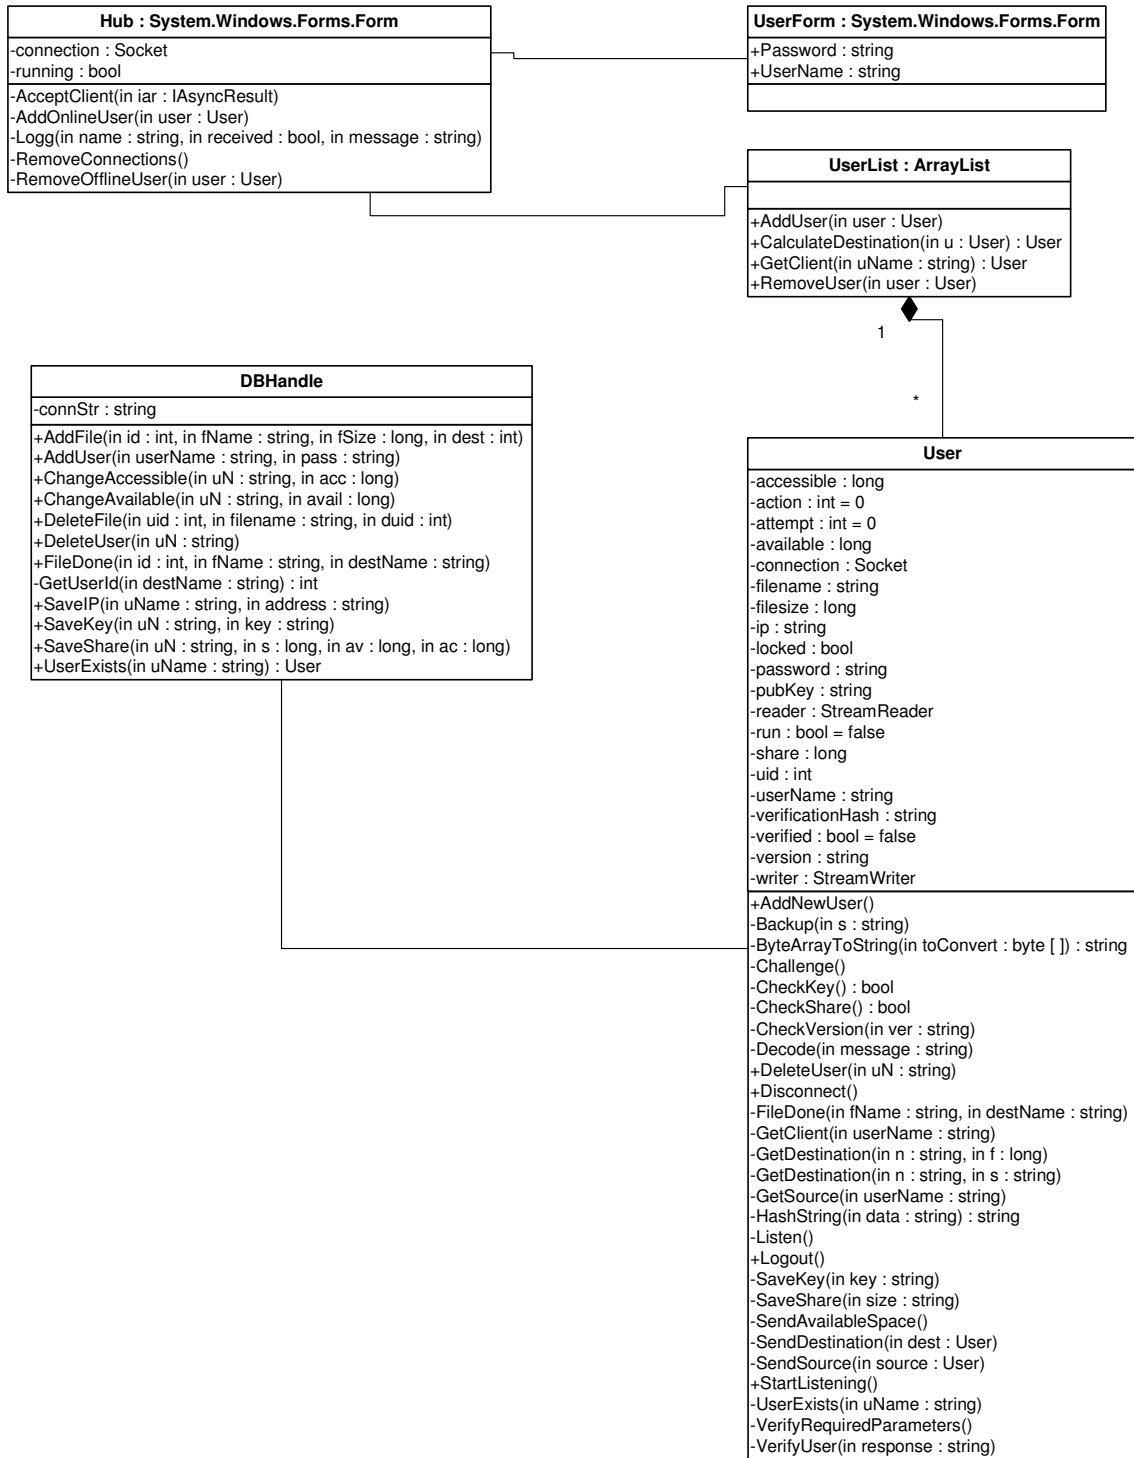 Hub : System.Windows.Forms.Form
-connection : Socket
-running : bool
-AcceptClient(in iar : IAsyncResult)
-AddOnlineUser(in user : User)
-Logg(in name : string, in received : bool, in message : string)
-RemoveConnections()
-RemoveOfflineUser(in user : User)
UserForm : System.Windows.Forms.Form
+Password : string
+UserName : string
UserList : ArrayList
+AddUser(in user : User)
+CalculateDestination(in u : User) : User
+GetClient(in uName : string) : User
+RemoveUser(in user : User)
1
*
DBHandle
-connStr : string
+AddFile(in id : int, in fName : string, in fSize : long, in dest : int)
+AddUser(in userName : string, in pass : string)
+ChangeAccessible(in uN : string, in acc : long)
+ChangeAvailable(in uN : string, in avail : long)
+DeleteFile(in uid : int, in filename : string, in duid : int)
+DeleteUser(in uN : string)
+FileDone(in id : int, in fName : string, in destName : string)
-GetUserId(in destName : string) : int
+SaveIP(in uName : string, in address : string)
+SaveKey(in uN : string, in key : string)
+SaveShare(in uN : string, in s : long, in av : long, in ac : long)
+UserExists(in uName : string) : User
User
-accessible : long
-action : int = 0
-attempt : int = 0
-available : long
-connection : Socket
-filename : string
-filesize : long
-ip : string
-locked : bool
-password : string
-pubKey : string
-reader : StreamReader
-run : bool = false
-share : long
-uid : int
-userName : string
-verificationHash : string
-verified : bool = false
-version : string
-writer : StreamWriter
+AddNewUser()
-Backup(in s : string)
-ByteArrayToString(in toConvert : byte [ ]) : string
-Challenge()
-CheckKey() : bool
-CheckShare() : bool
-CheckVersion(in ver : string)
-Decode(in message : string)
+DeleteUser(in uN : string)
+Disconnect()
-FileDone(in fName : string, in destName : string)
-GetClient(in userName : string)
-GetDestination(in n : string, in f : long)
-GetDestination(in n : string, in s : string)
-GetSource(in userName : string)
-HashString(in data : string) : string
-Listen()
+Logout()
-SaveKey(in key : string)
-SaveShare(in size : string)
-SendAvailableSpace()
-SendDestination(in dest : User)
-SendSource(in source : User)
+StartListening()
-UserExists(in uName : string)
-VerifyRequiredParameters()
-VerifyUser(in response : string)